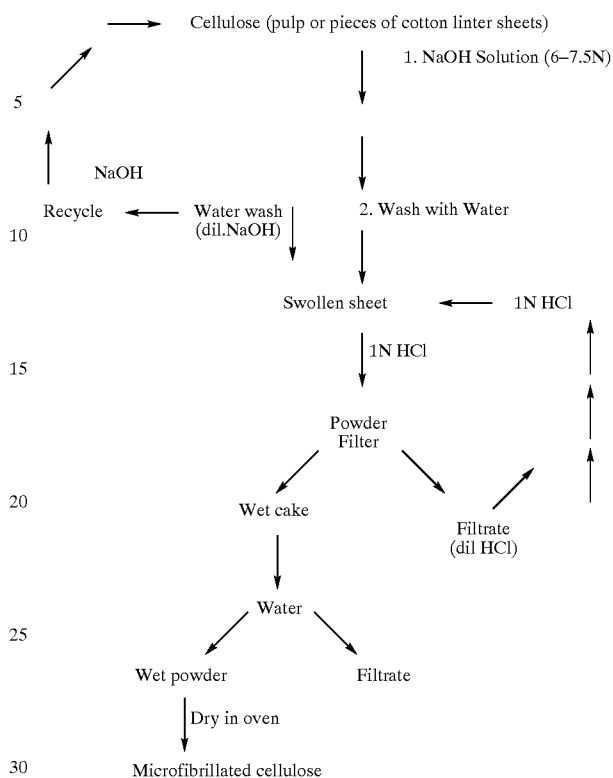 Cellulose (pulp or pieces of cotton linter sheets)
1. NaOH Solution (6–7.5N)
5
NaOH
Recycle
Water wash
(dil.NaOH)
2. Wash with Water
10
Swollen sheet
1N HCl
1N HCl
15
Powder
Filter
20
Wet cake
Filtrate
(dil HCl)
Water
25
Wet powder
Filtrate
Dry in oven
30
Microfibrillated cellulose